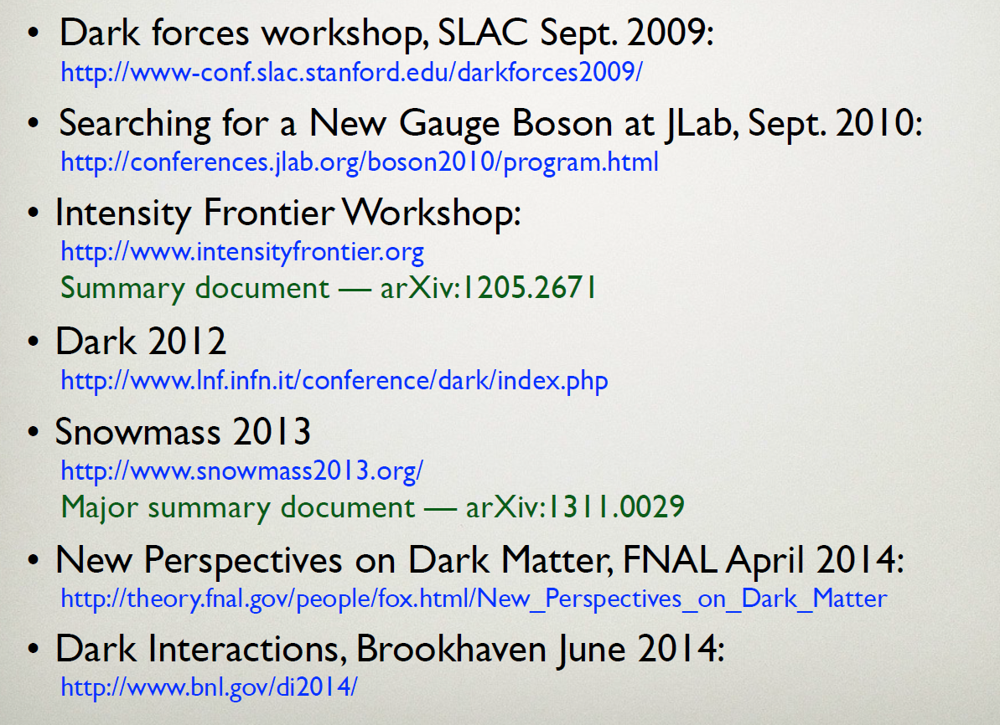 • Dark forces workshop, SLAC Sept. 2009:
http://www-conf.slac.stanford.edu/darkforces2009/
• Searching for a New Gauge Boson at JLab, Sept. 2010:
http://conferences.jlab.org/boson2010/program.html
• Intensity Frontier Workshop:
http://www.intensityfrontier.org
Summary document — arXiv:1205.2671
• Dark 2012
http://www.lnf.infn.it/conference/dark/index.php
• Snowmass 2013
http://www.snowmass2013.org/
Major summary document — arXiv:1311.0029
• New Perspectives on Dark Matter, FNAL April 2014:
http://theory.fnal.gov/people/fox.html/New_Perspectives_on_Dark_Matter
• Dark Interactions, Brookhaven June 2014:
http://www.bnl.gov/di2014/